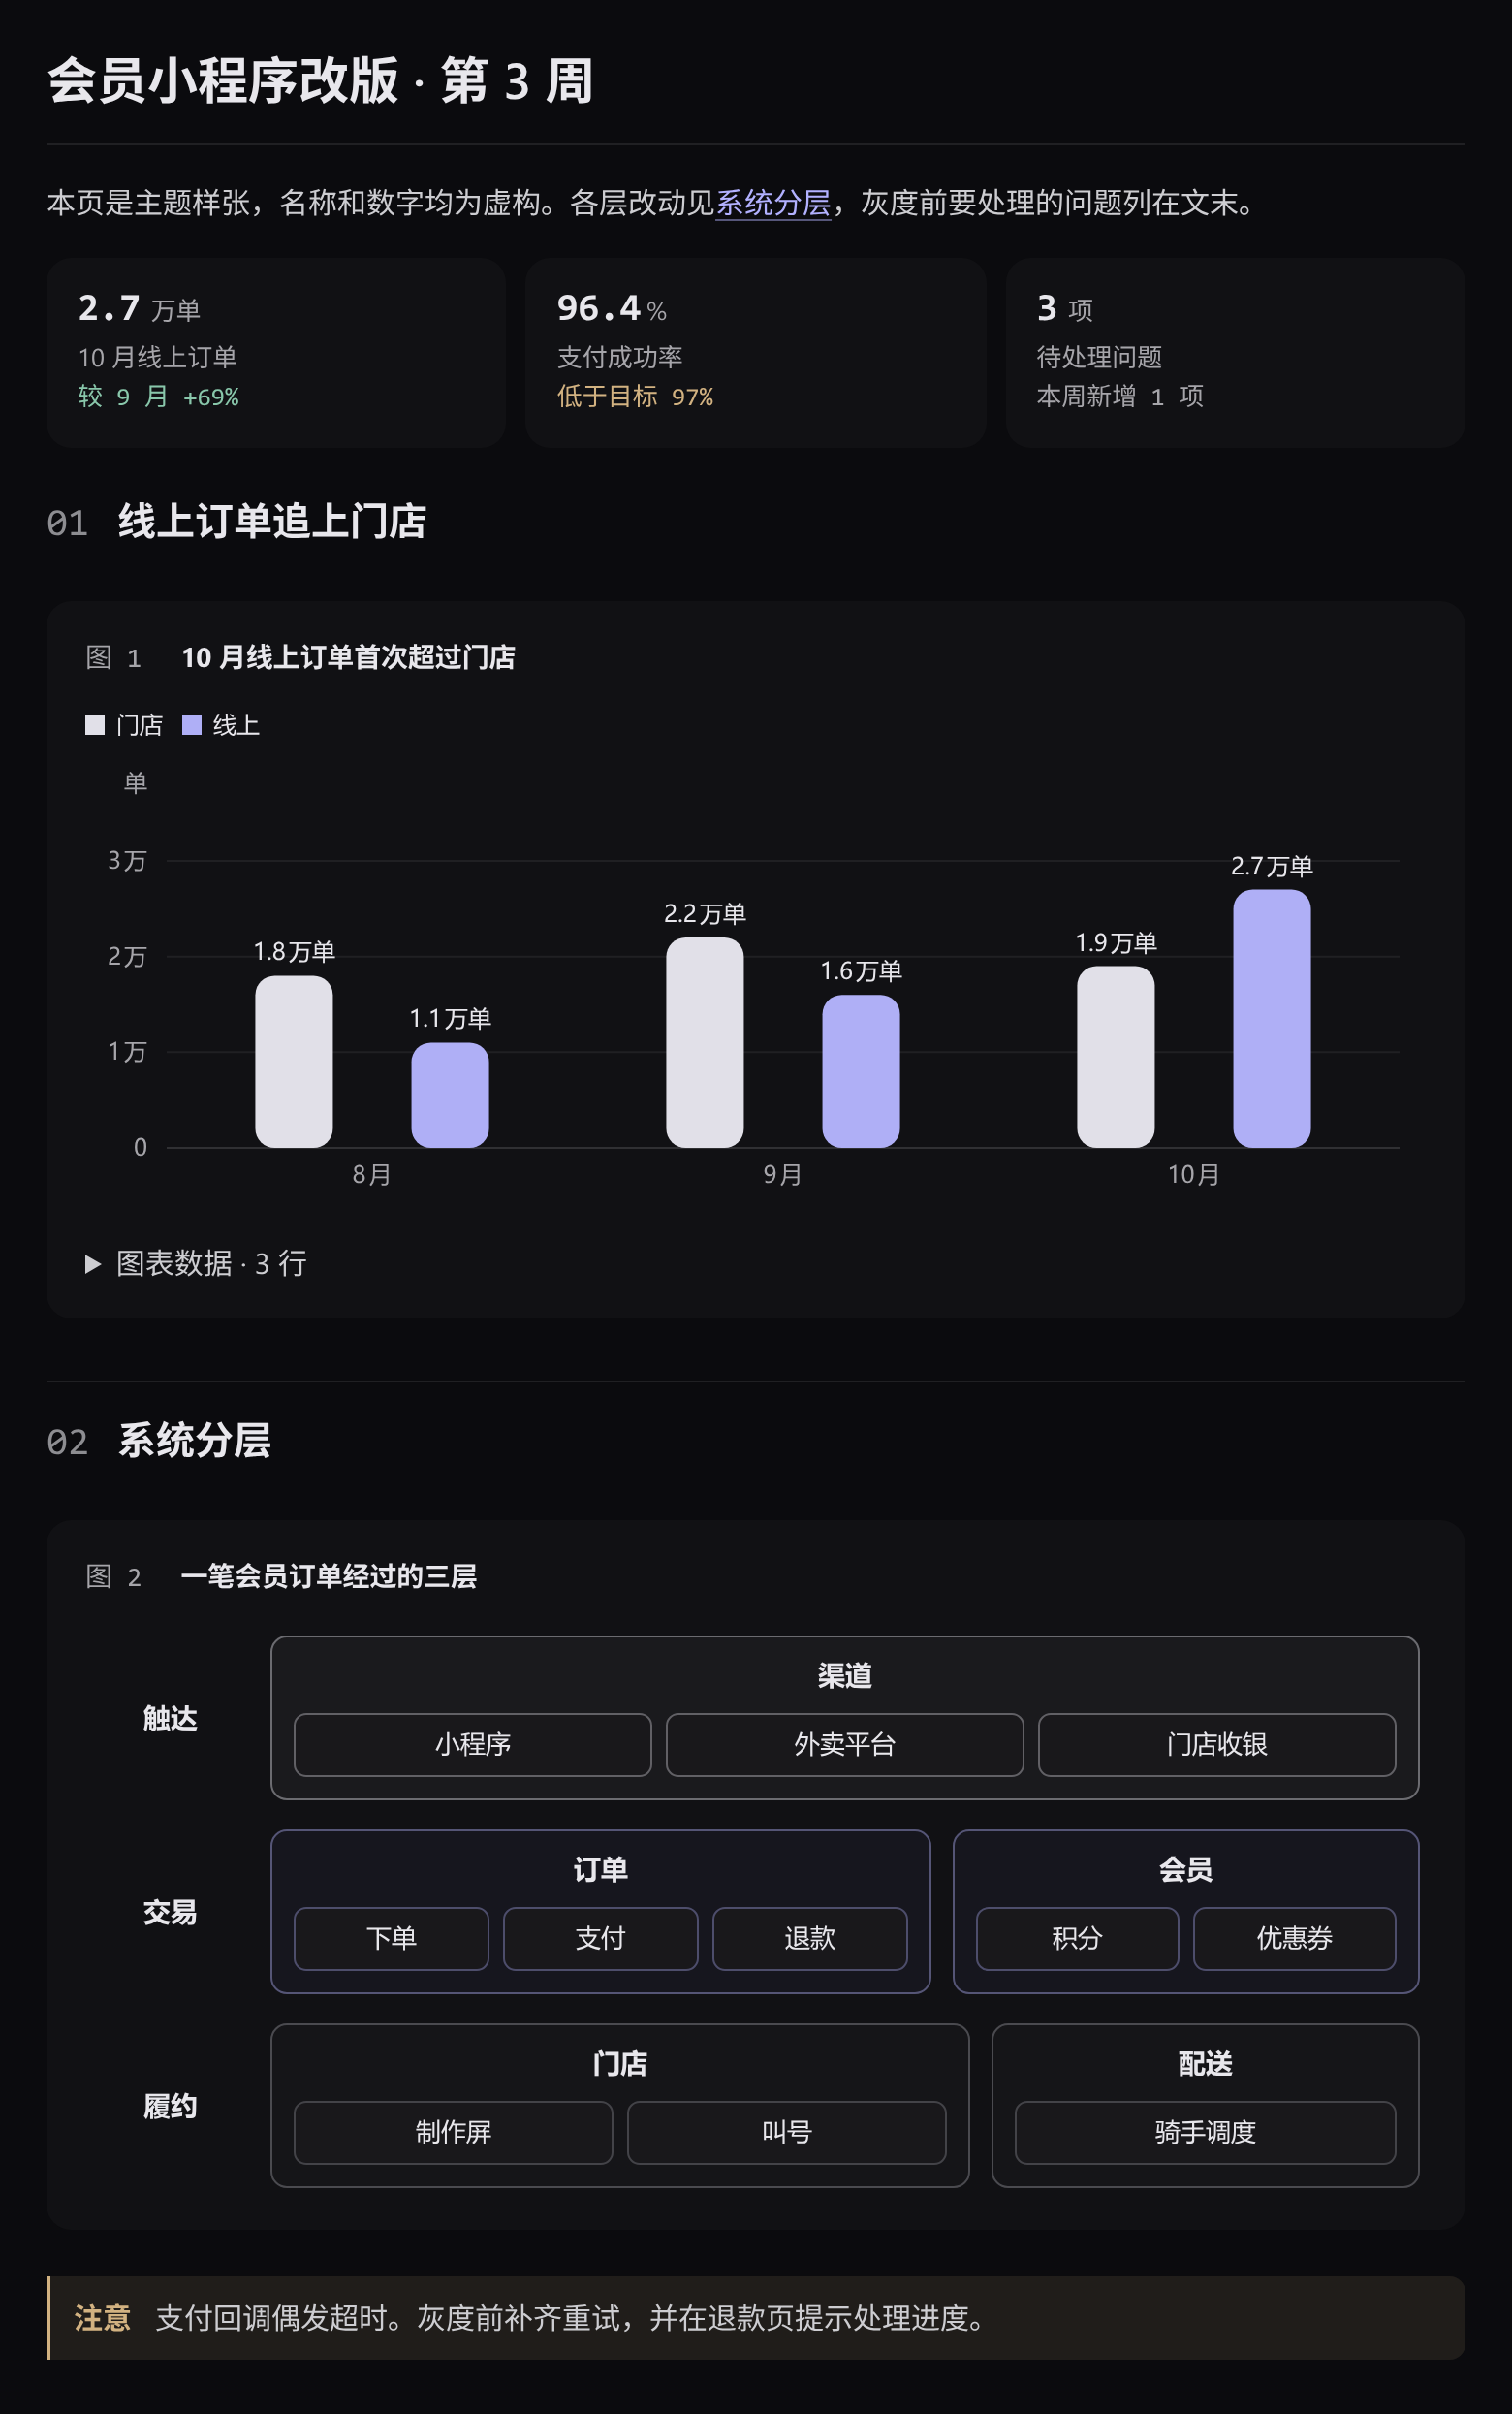 会员小程序改版 · 第 3 周
本页是主题样张，名称和数字均为虚构。各层改动见系统分层，灰度前要处理的问题列在文末。
2.7 万单
10 月线上订单
较 9 月 +69%
96.4 %
支付成功率
低于目标 97%
3 项
待处理问题
本周新增 1 项
01 线上订单追上门店
图 1 10 月线上订单首次超过门店
门店 线上
单
3万
2万
1万
0
1.8万单
1.1万单
2.2万单
1.6万单
1.9万单
2.7万单
8月
9月
10月
图表数据 · 3 行
02 系统分层
图 2 一笔会员订单经过的三层
触达
渠道
小程序 外卖平台 门店收银
交易
订单
下单 支付 退款
会员
积分 优惠券
履约
门店
制作屏 叫号
配送
骑手调度
注意 支付回调偶发超时。灰度前补齐重试，并在退款页提示处理进度。